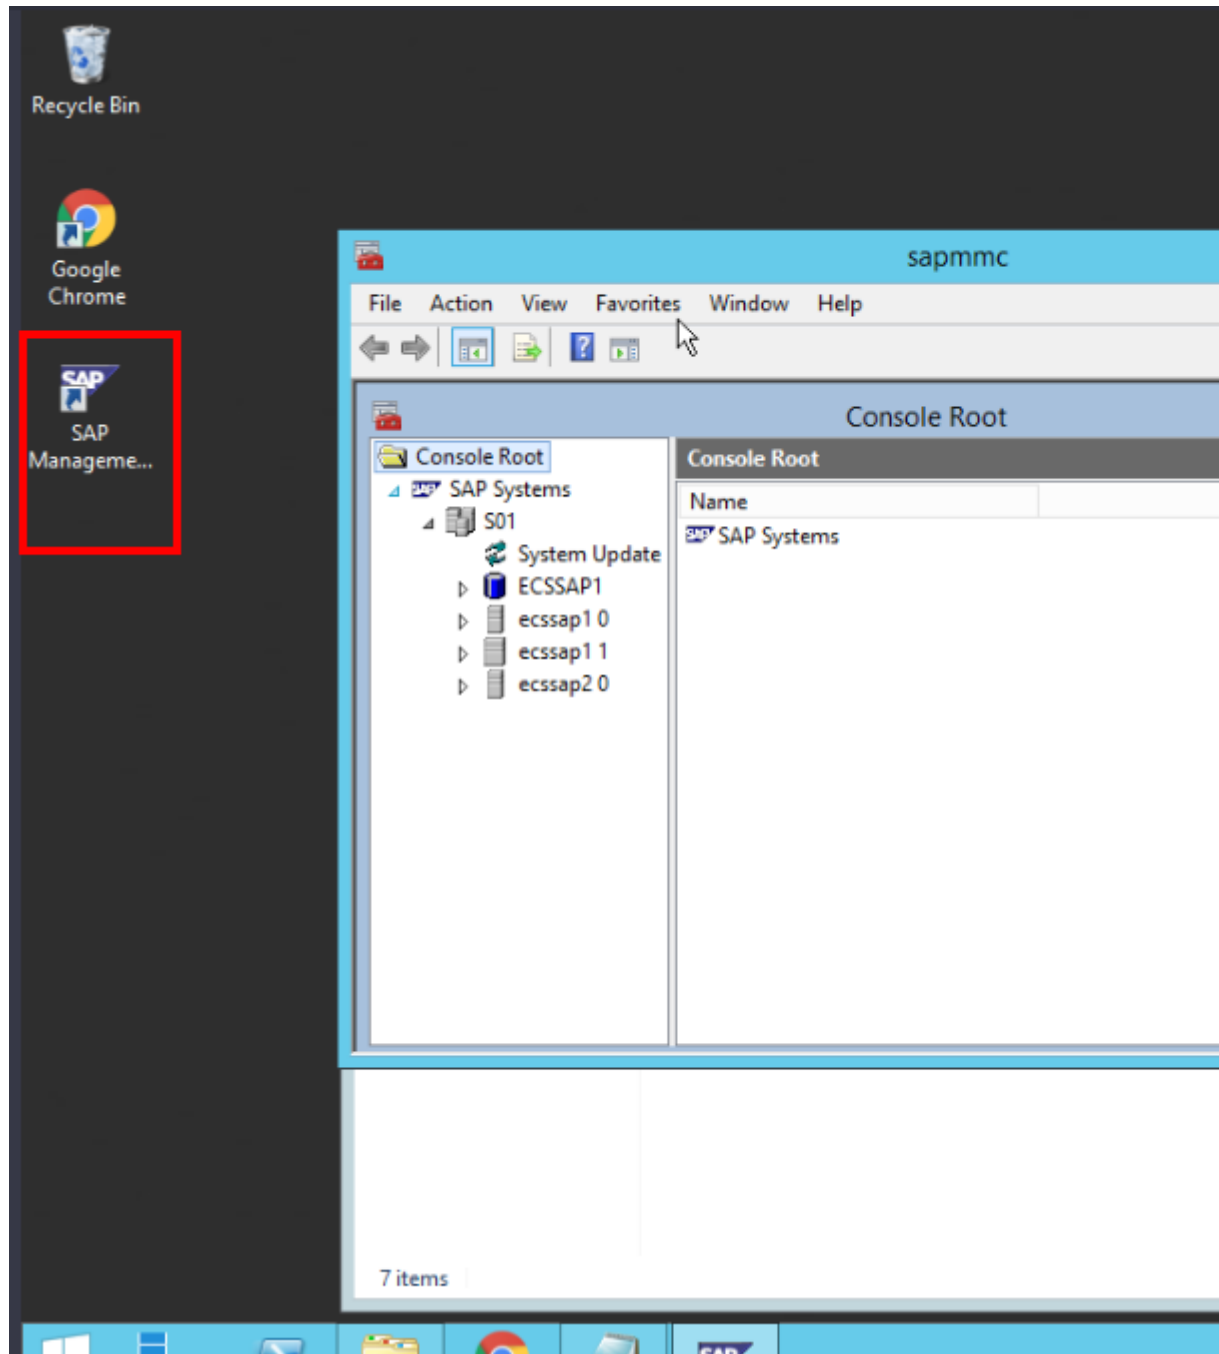 Recycle Bin
Google
Chrome
SAP
SAP
Manageme...
sapmmc
File Action View Favorites Window Help
?
Console Root
Console Root
SAP Systems
S01
System Update
ECSSAP1
ecssap1 0
ecssap1 1
ecssap2 0
Console Root
Name
SAP Systems
7 items
SAP